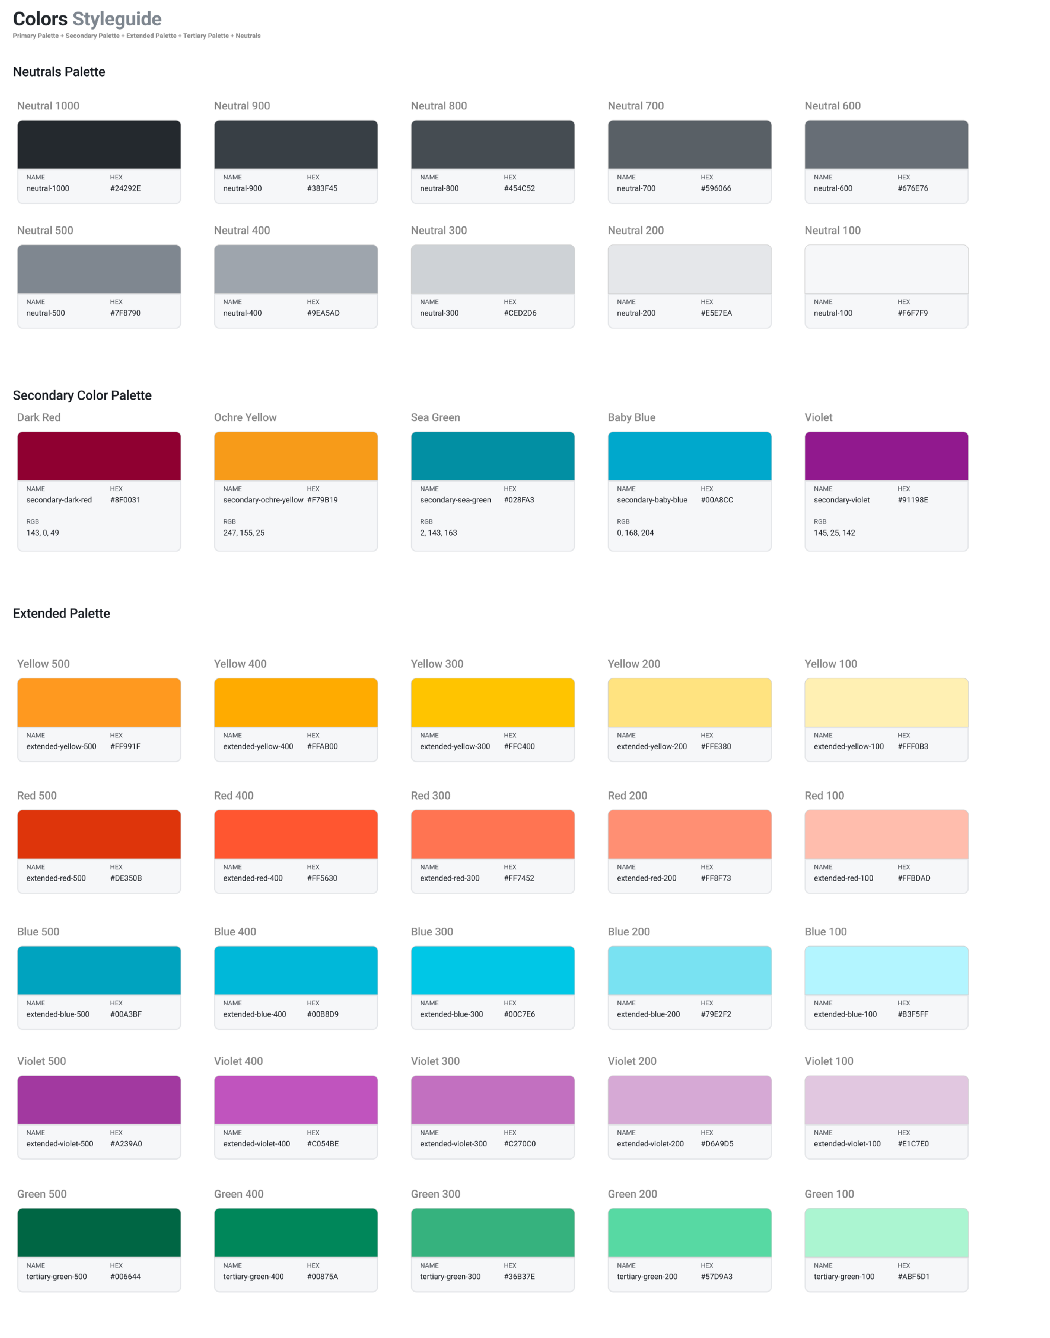 Colors Styleguide
Primary Palette + Secondary Palette + Extended Palette + Tertiary Palette + Neutrals
Neutrals Palette
Neutral 1000 Neutral 900 Neutral 800 Neutral 700 Neutral 600
NAME HEX NAME HEX NAME HEX NAME HEX NAME HEX
neutral-1000 #24292E neutral-900 #383F45 neutral-800 #454C52 neutral-700 #596066 neutral-600 #676E76
Neutral 500 Neutral 400 Neutral 300 Neutral 200 Neutral 100
NAME HEX NAME HEX NAME HEX NAME HEX NAME HEX
neutral-500 #7F8790 neutral-400 #9EA5AD neutral-300 #CED2D6 neutral-200 #E5E7EA neutral-100 #F6F7F9
Secondary Color Palette
Dark Red Ochre Yellow Sea Green Baby Blue Violet
NAME HEX NAME HEX NAME HEX NAME HEX NAME HEX
secondary-dark-red #8F0031 secondary-ochre-yellow #F79B19 secondary-sea-green #028FA3 secondary-baby-blue #00A8CC secondary-violet #91198E
RGB RGB RGB RGB RGB
143, 0, 49 247, 155, 25 2, 143, 163 0, 168, 204 145, 25, 142
Extended Palette
Yellow 500 Yellow 400 Yellow 300 Yellow 200 Yellow 100
NAME HEX NAME HEX NAME HEX NAME HEX NAME HEX
extended-yellow-500 #FF991F extended-yellow-400 #FFAB00 extended-yellow-300 #FFC400 extended-yellow-200 #FFE380 extended-yellow-100 #FFF0B3
Red 500 Red 400 Red 300 Red 200 Red 100
NAME HEX NAME HEX NAME HEX NAME HEX NAME HEX
extended-red-500 #DE350B extended-red-400 #FF5630 extended-red-300 #FF7452 extended-red-200 #FF8F73 extended-red-100 #FFBDAD
Blue 500 Blue 400 Blue 300 Blue 200 Blue 100
NAME HEX NAME HEX NAME HEX NAME HEX NAME HEX
extended-blue-500 #00A3BF extended-blue-400 #00B8D9 extended-blue-300 #00C7E6 extended-blue-200 #79E2F2 extended-blue-100 #B3F5FF
Violet 500 Violet 400 Violet 300 Violet 200 Violet 100
NAME HEX NAME HEX NAME HEX NAME HEX NAME HEX
extended-violet-500 #A239A0 extended-violet-400 #C054BE extended-violet-300 #C270C0 extended-violet-200 #D6A9D5 extended-violet-100 #E1C7E0
Green 500 Green 400 Green 300 Green 200 Green 100
NAME HEX NAME HEX NAME HEX NAME HEX NAME HEX
tertiary-green-500 #006644 tertiary-green-400 #00875A tertiary-green-300 #36B37E tertiary-green-200 #57D9A3 tertiary-green-100 #ABF5D1